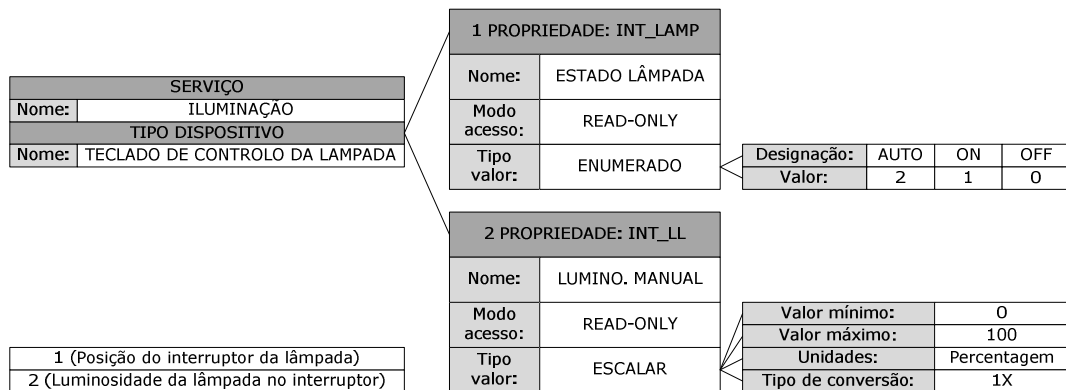 SERVIÇO
Nome: ILUMINAÇÃO
TIPO DISPOSITIVO
Nome: TECLADO DE CONTROLO DA LAMPADA
1 PROPRIEDADE: INT_LAMP
Nome: ESTADO LÂMPADA
Modo acesso: READ-ONLY
Tipo valor: ENUMERADO
Designação: AUTO ON OFF
Valor: 2 1 0
2 PROPRIEDADE: INT_LL
Nome: LUMINO. MANUAL
Modo acesso: READ-ONLY
Tipo valor: ESCALAR
Valor mínimo: 0
Valor máximo: 100
Unidades: Percentagem
Tipo de conversão: 1X
1 (Posição do interruptor da lâmpada)
2 (Luminosidade da lâmpada no interruptor)